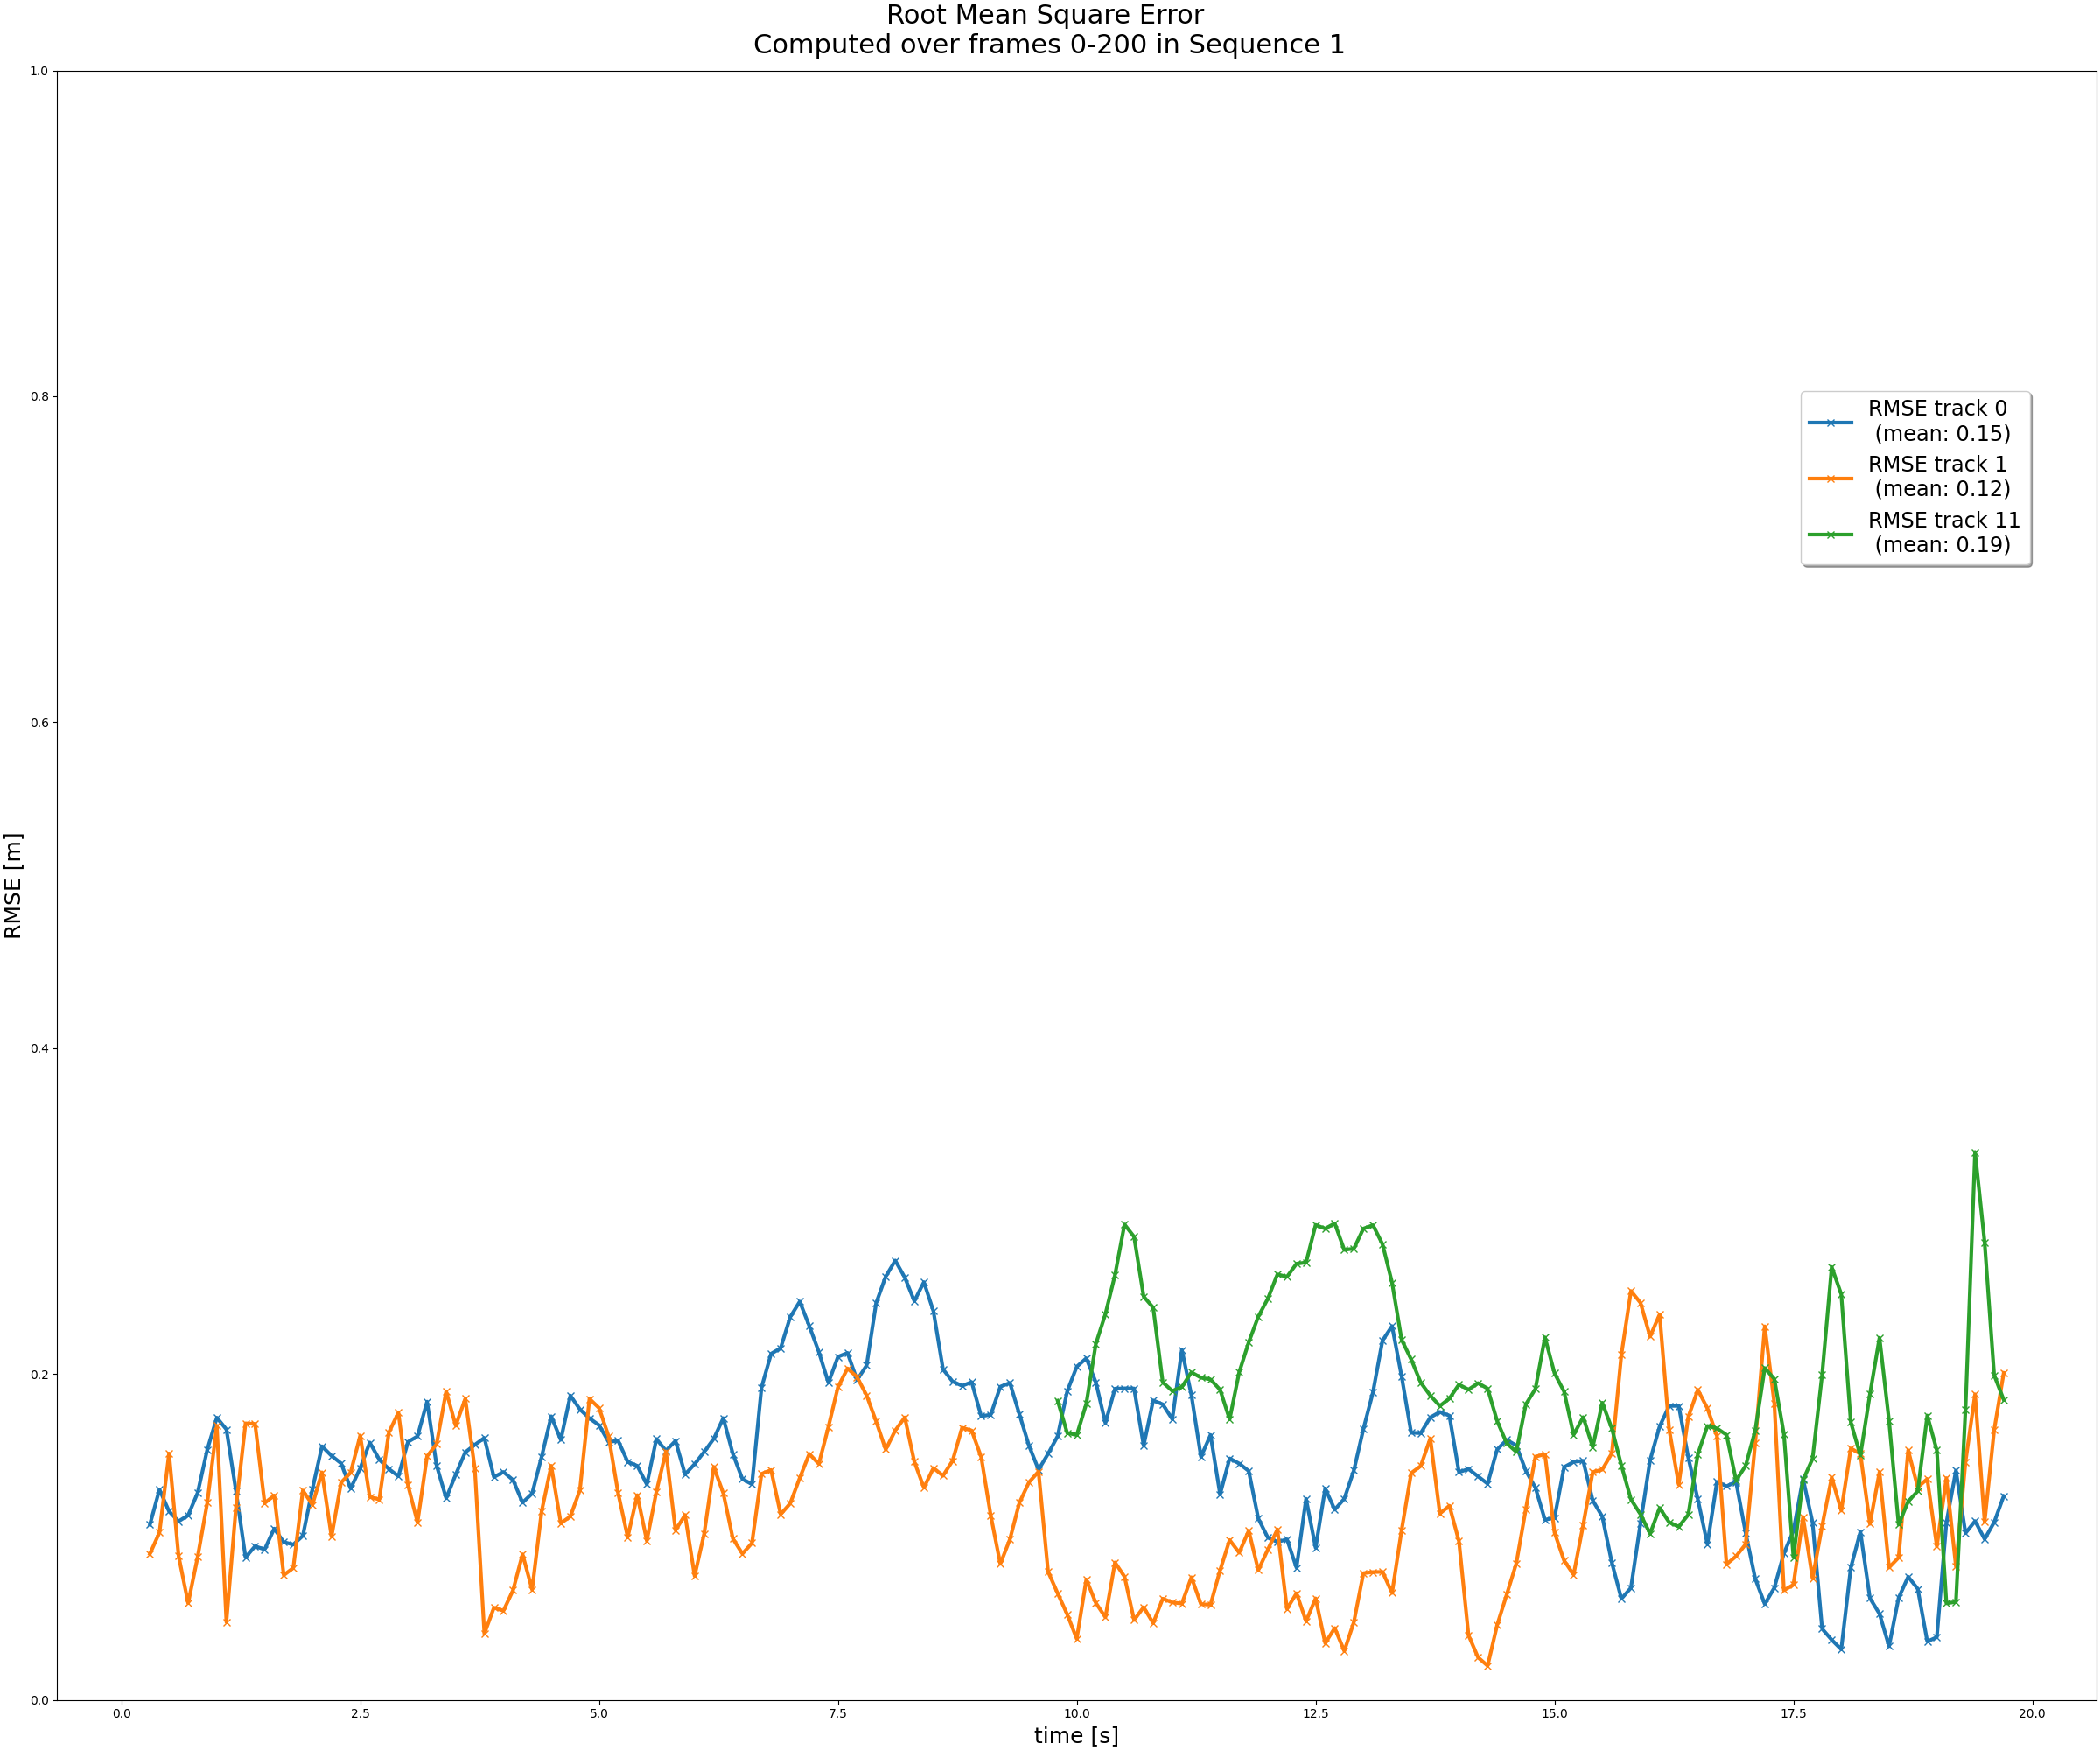 Root Mean Square Error
Computed over frames 0-200 in Sequence 1
1.0
0.8
0.6
0.4
0.2
0.0
RMSE [m]
RMSE track 0
(mean: 0.15)
RMSE track 1
(mean: 0.12)
RMSE track 11
(mean: 0.19)
0.0 2.5 5.0 7.5 10.0 12.5 15.0 17.5 20.0
time [s]